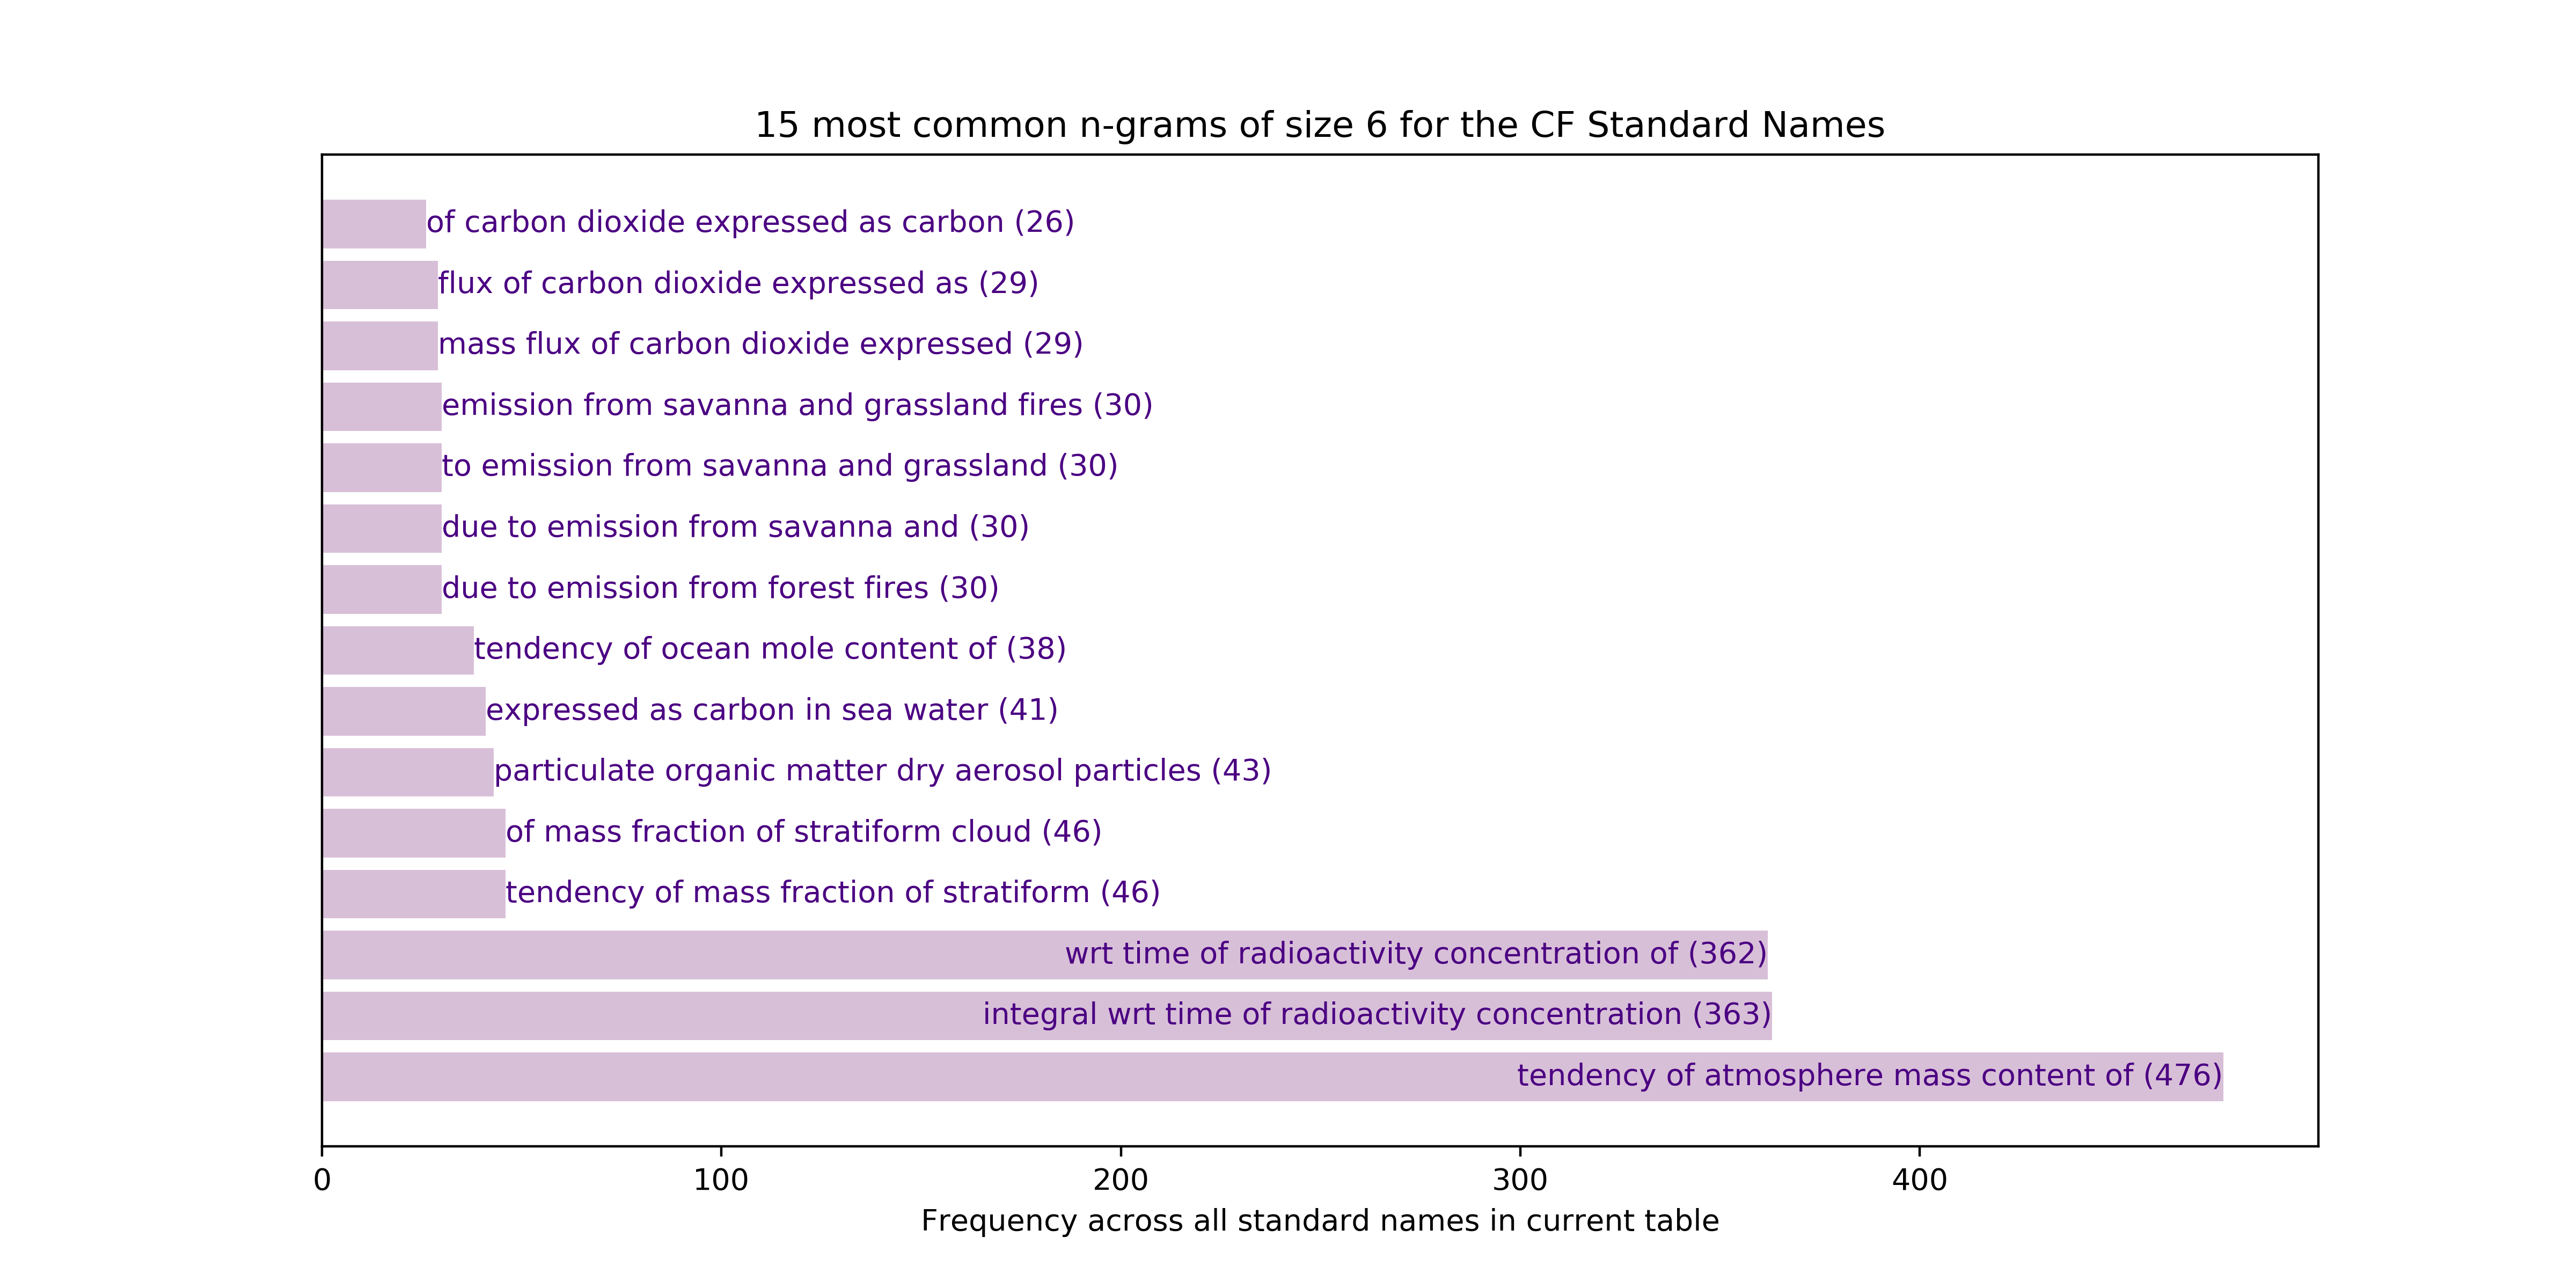 15 most common n-grams of size 6 for the CF Standard Names
of carbon dioxide expressed as carbon (26)
flux of carbon dioxide expressed as (29)
mass flux of carbon dioxide expressed (29)
emission from savanna and grassland fires (30)
to emission from savanna and grassland (30)
due to emission from savanna and (30)
due to emission from forest fires (30)
tendency of ocean mole content of (38)
expressed as carbon in sea water (41)
particulate organic matter dry aerosol particles (43)
of mass fraction of stratiform cloud (46)
tendency of mass fraction of stratiform (46)
wrt time of radioactivity concentration of (362)
integral wrt time of radioactivity concentration (363)
tendency of atmosphere mass content of (476)
0 100 200 300 400
Frequency across all standard names in current table